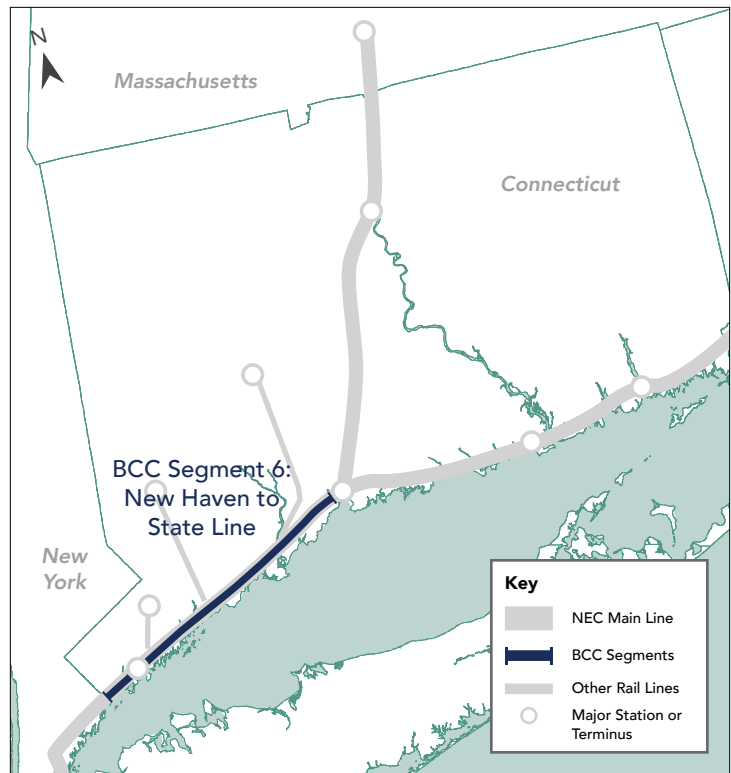 N
Massachusetts
Connecticut
BCC Segment 6:
New Haven to
State Line
New
York
Key
NEC Main Line
BCC Segments
Other Rail Lines
Major Station or
Terminus